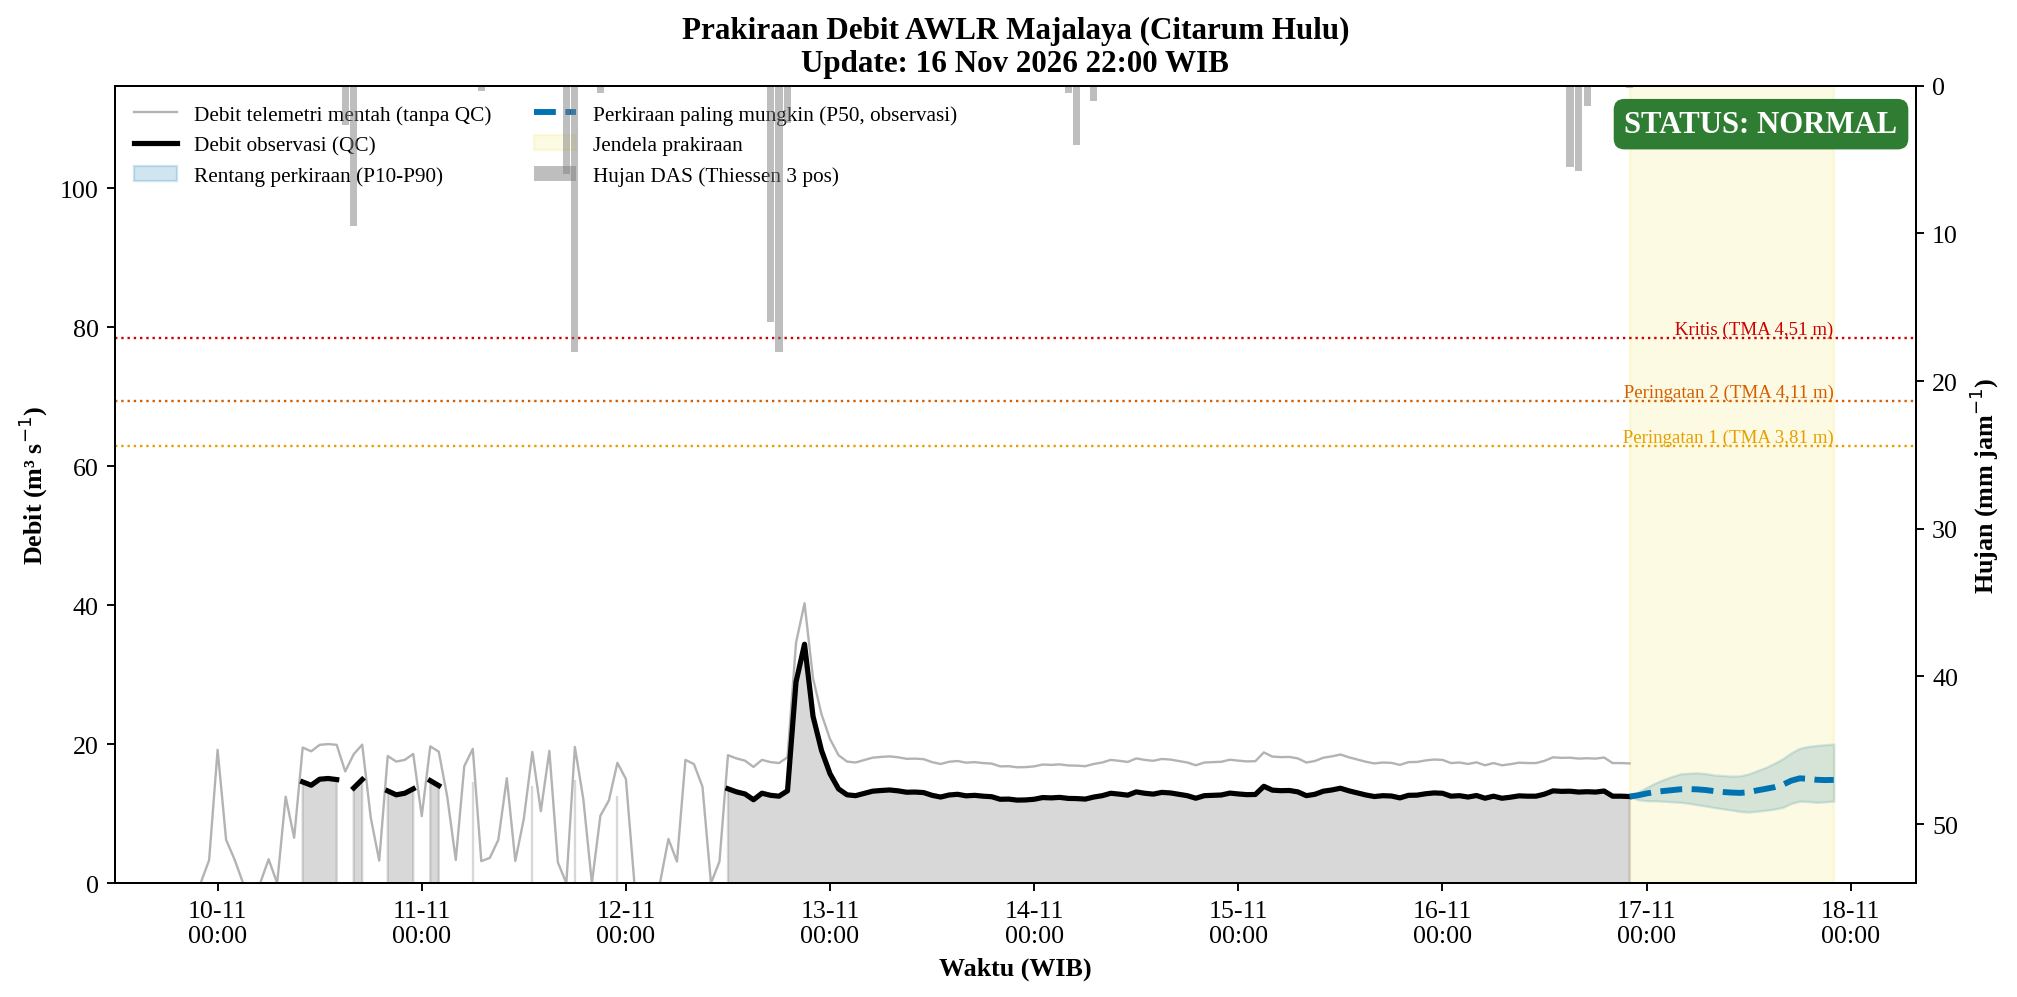 Prakiraan Debit AWLR Majalaya (Citarum Hulu)
Update: 16 Nov 2026 22:00 WIB
Debit telemetri mentah (tanpa QC)
Debit observasi (QC)
Rentang perkiraan (P10-P90)
Perkiraan paling mungkin (P50, observasi)
Jendela prakiraan
Hujan DAS (Thiessen 3 pos)
STATUS: NORMAL
Kritis (TMA 4,51 m)
Peringatan 2 (TMA 4,11 m)
Peringatan 1 (TMA 3,81 m)
Debit (m³ s⁻¹)
100
80
60
40
20
0
Hujan (mm jam⁻¹)
0
10
20
30
40
50
10-11
00:00
11-11
00:00
12-11
00:00
13-11
00:00
14-11
00:00
15-11
00:00
16-11
00:00
17-11
00:00
18-11
00:00
Waktu (WIB)